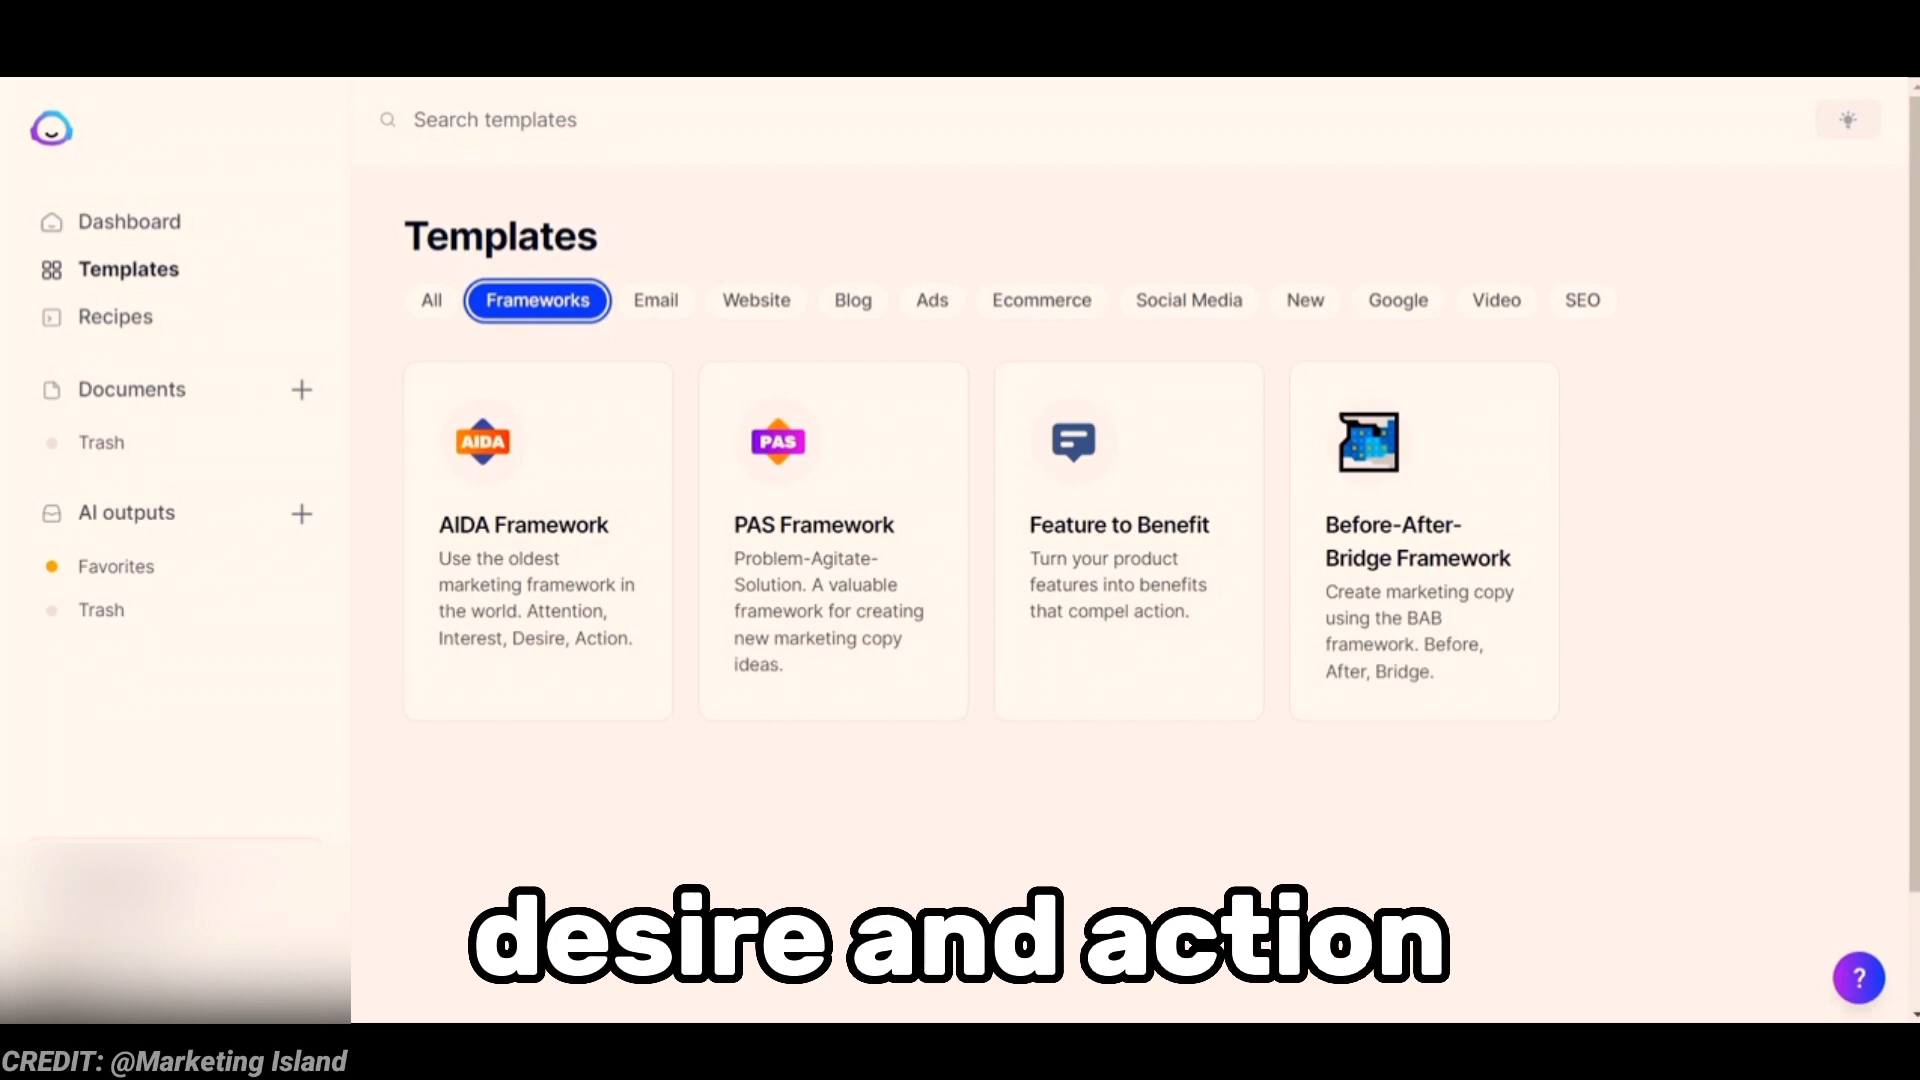 Search templates
Dashboard
Templates
Recipes
Documents
Trash
AI outputs
Favorites
Trash
Templates
All
Frameworks
Email
Website
Blog
Ads
Ecommerce
Social Media
New
Google
Video
SEO
AIDA
AIDA Framework
Use the oldest
marketing framework in
the world. Attention,
Interest, Desire, Action.
PAS
PAS Framework
Problem-Agitate-
Solution. A valuable
framework for creating
new marketing copy
ideas.
Feature to Benefit
Turn your product
features into benefits
that compel action.
Before-After-
Bridge Framework
Create marketing copy
using the BAB
framework. Before,
After, Bridge.
desire and action
?
CREDIT: @Marketing Island